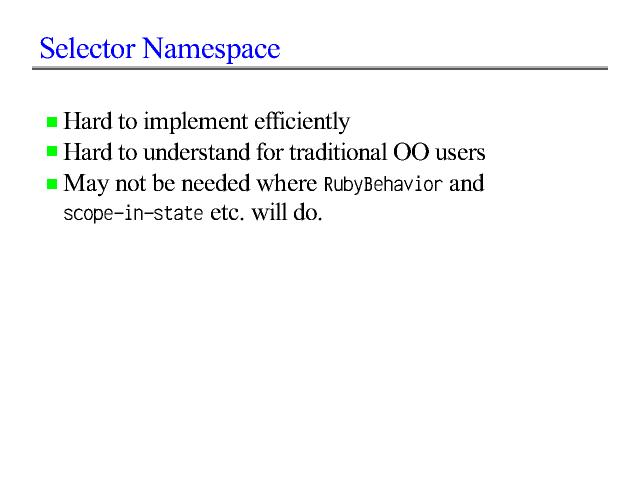 Selector Namespace
Hard to implement efficiently
Hard to understand for traditional OO users
May not be needed where RubyBehavior and
scope-in-state etc. will do.